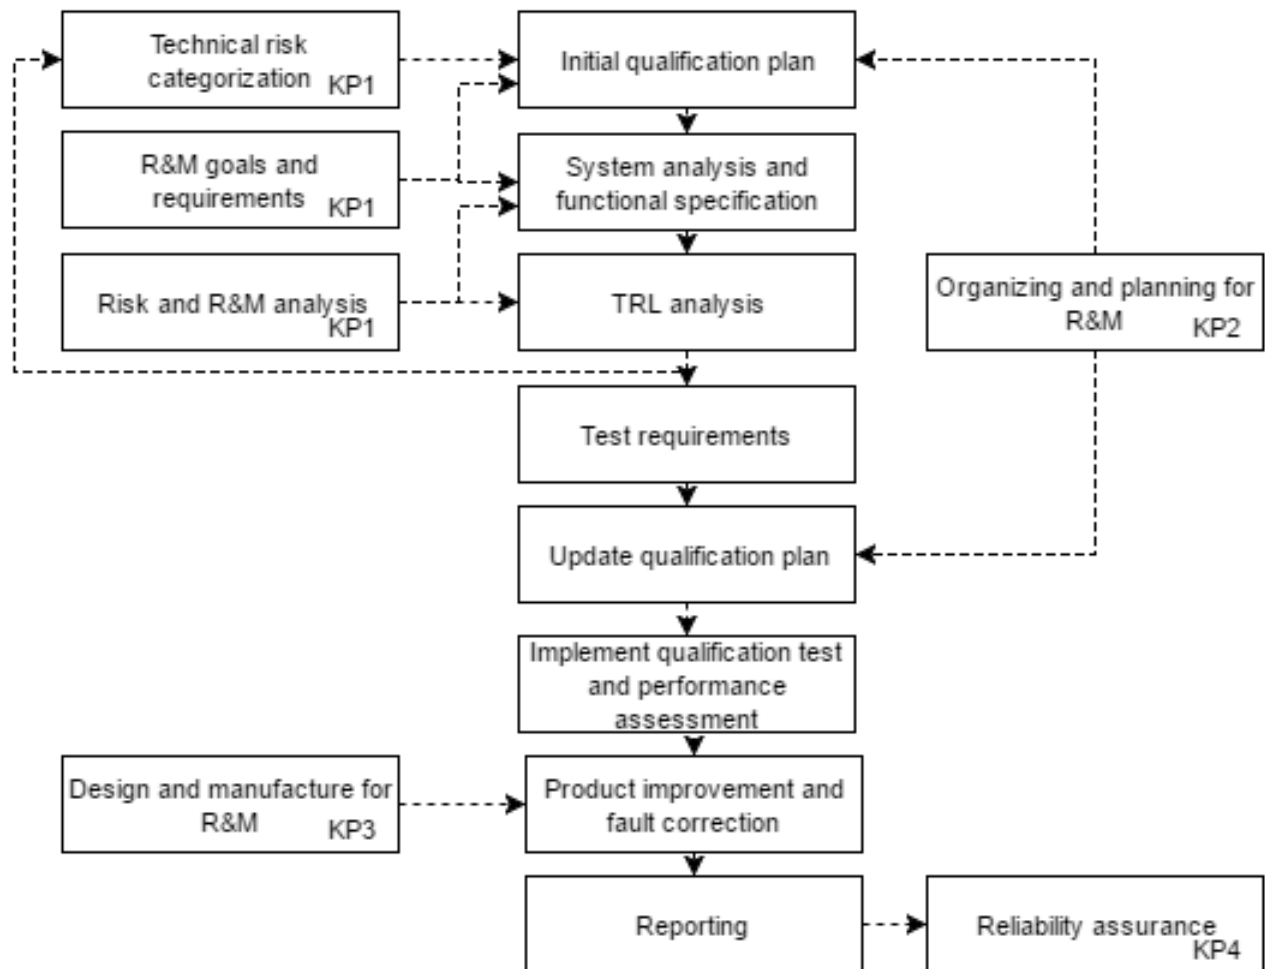 Technical risk
categorization KP1
Initial qualification plan
R&M goals and
requirements KP1
System analysis and
functional specification
Risk and R&M analysis
KP1
TRL analysis
Organizing and planning for
R&M KP2
Test requirements
Update qualification plan
Implement qualification test
and performance
assessment
Design and manufacture for
R&M KP3
Product improvement and
fault correction
Reporting
Reliability assurance
KP4